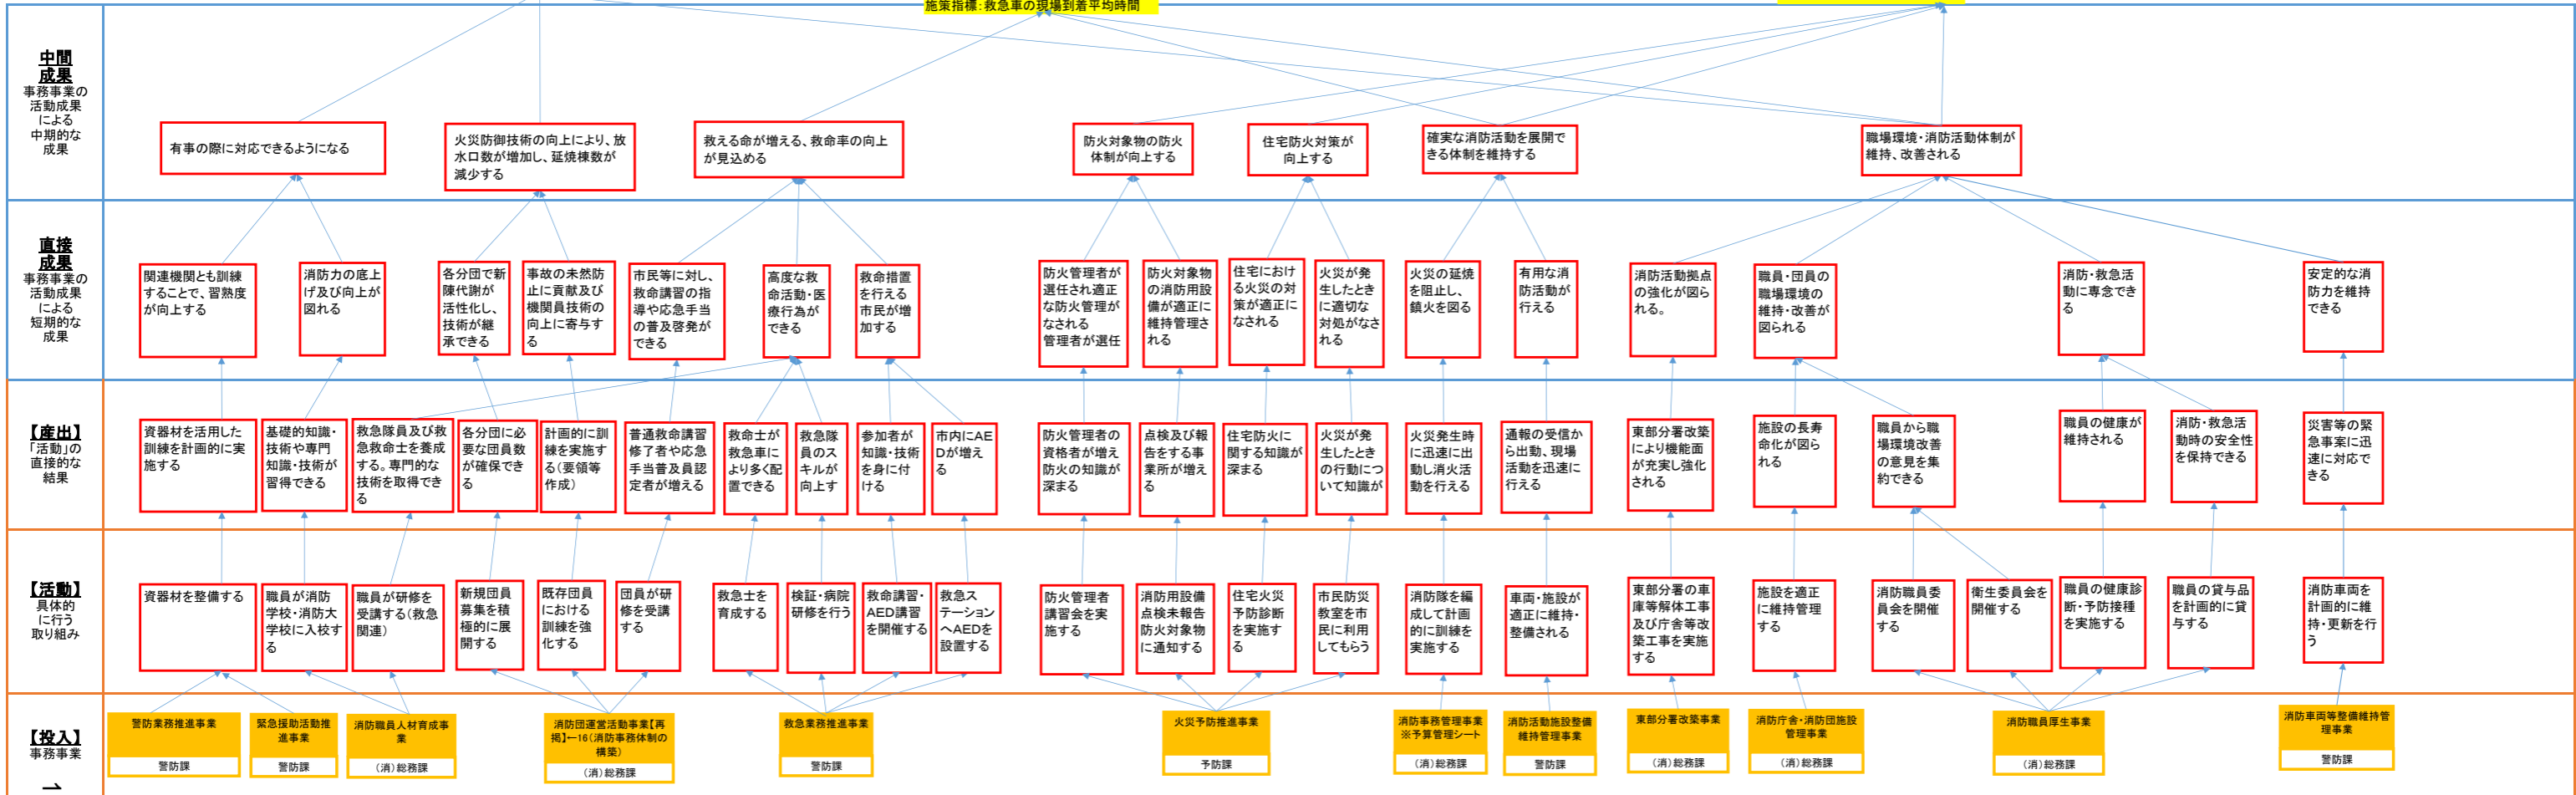 施策指標:救急車の現場到着平均時間
中間
成果
事務事業の
活動成果
による
中期的な
成果
有事の際に対応できるようになる
火災防御技術の向上により、放
水口数が増加し、延焼棟数が
減少する
救える命が増える、救命率の向上
が見込める
防火対象物の防火
体制が向上する
住宅防火対策が
向上する
確実な消防活動を展開で
きる体制を維持する
職場環境・消防活動体制が
維持、改善される
直接
成果
事務事業の
活動成果
による
短期的な
成果
関連機関とも訓練
することで、習熟度
が向上する
消防力の底上
げ及び向上が
図れる
各分団で新
陳代謝が
活性化し、
技術が継
承できる
事故の未然防
止に貢献及び
機関員技術の
向上に寄与す
る
市民等に対し、
救命講習の指
導や応急手当
の普及啓発が
できる
高度な救
命活動・医
療行為が
できる
救命措置
を行える
市民が増
加する
防火管理者が
選任され適正
な防火管理が
なされる
管理者が選任
防火対象物
の消防用設
備が適正に
維持管理さ
れる
住宅におけ
る火災の対
策が適正に
なされる
火災が発
生したとき
に適切な
対処がなさ
れる
火災の延焼
を阻止し、
鎮火を図る
有用な消
防活動が
行える
消防活動拠点
の強化が図ら
れる。
職員・団員の
職場環境の
維持・改善が
図られる
消防・救急活
動に専念でき
る
安定的な消
防力を維持
できる
【産出】
「活動」の
直接的な
結果
資器材を活用した
訓練を計画的に実
施する
基礎的知識・
技術や専門
知識・技術が
習得できる
救急隊員及び救
急救命士を養成
する。専門的な
技術を取得でき
る
各分団に必
要な団員数
が確保でき
る
計画的に訓
練を実施す
る(要領等
作成)
普通救命講習
修了者や応急
手当普及員認
定者が増える
救命士が
救急車に
より多く配
置できる
救急隊
員のス
キルが
向上す
参加者が
知識・技術
を身に付
ける
市内にAE
Dが増え
る
防火管理者の
資格者が増え
防火の知識が
深まる
点検及び報
告をする事
業所が増え
る
住宅防火に
関する知識が
深まる
火災が発
生したとき
の行動につ
いて知識が
火災発生時
に迅速に出
動し消火活
動を行える
通報の受信か
ら出動、現場
活動を迅速に
行える
東部分署改築
により機能面
が充実し強化
される
施設の長寿
命化が図ら
れる
職員から職
場環境改善
の意見を集
約できる
職員の健康が
維持される
消防・救急活
動時の安全性
を保持できる
災害等の緊
急事案に迅
速に対応で
きる
【活動】
具体的
に行う
取り組み
資器材を整備する
職員が消防
学校・消防大
学校に入校す
る
職員が研修を
受講する(救急
関連)
新規団員
募集を積
極的に展
開する
既存団員
における
訓練を強
化する
団員が研
修を受講
する
救急士を
育成する
検証・病院
研修を行う
救命講習・
AED講習
を開催する
救急ス
テーション
へAEDを
設置する
防火管理者
講習会を実
施する
消防用設備
点検未報告
防火対象物
に通知する
住宅火災
予防診断
を実施す
る
市民防災
教室を市
民に利用
してもらう
消防隊を編
成して計画
的に訓練を
実施する
車両・施設が
適正に維持・
整備される
東部分署の車
庫等解体工事
及び庁舎等改
築工事を実施
する
施設を適正
に維持管理
する
消防職員委
員会を開催
する
衛生委員会を
開催する
職員の健康診
断・予防接種
を実施する
職員の貸与品
を計画的に貸
与する
消防車両を
計画的に維
持・更新を行
う
【投入】
事務事業
→
警防業務推進事業
警防課
緊急援助活動推
進事業
警防課
消防職員人材育成事
業
(消)総務課
消防団運営活動事業【再
掲】←16(消防事務体制の
構築)
(消)総務課
救急業務推進事業
警防課
火災予防推進事業
予防課
消防事務管理事業
※予算管理シート
(消)総務課
消防活動施設整備
維持管理事業
警防課
東部分署改築事業
(消)総務課
消防庁舎・消防団施設
管理事業
(消)総務課
消防職員厚生事業
(消)総務課
消防車両等整備維持管
理事業
警防課